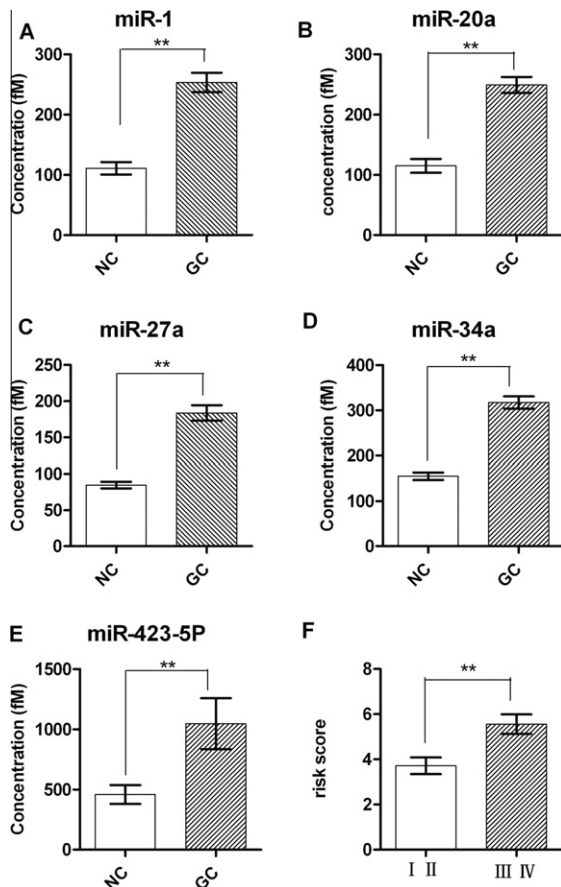 A
miR-1
**
Concentratio (fM)
300
200
100
0
NC
GC
B
miR-20a
**
concentration (fM)
300
200
100
0
NC
GC
C
miR-27a
**
Concentration (fM)
250
200
150
100
50
0
NC
GC
D
miR-34a
**
Concentration (fM)
400
300
200
100
0
NC
GC
E
miR-423-5P
**
Concentration (fM)
1500
1000
500
0
NC
GC
F
**
risk score
8
6
4
2
0
Ⅰ Ⅱ
Ⅲ Ⅳ